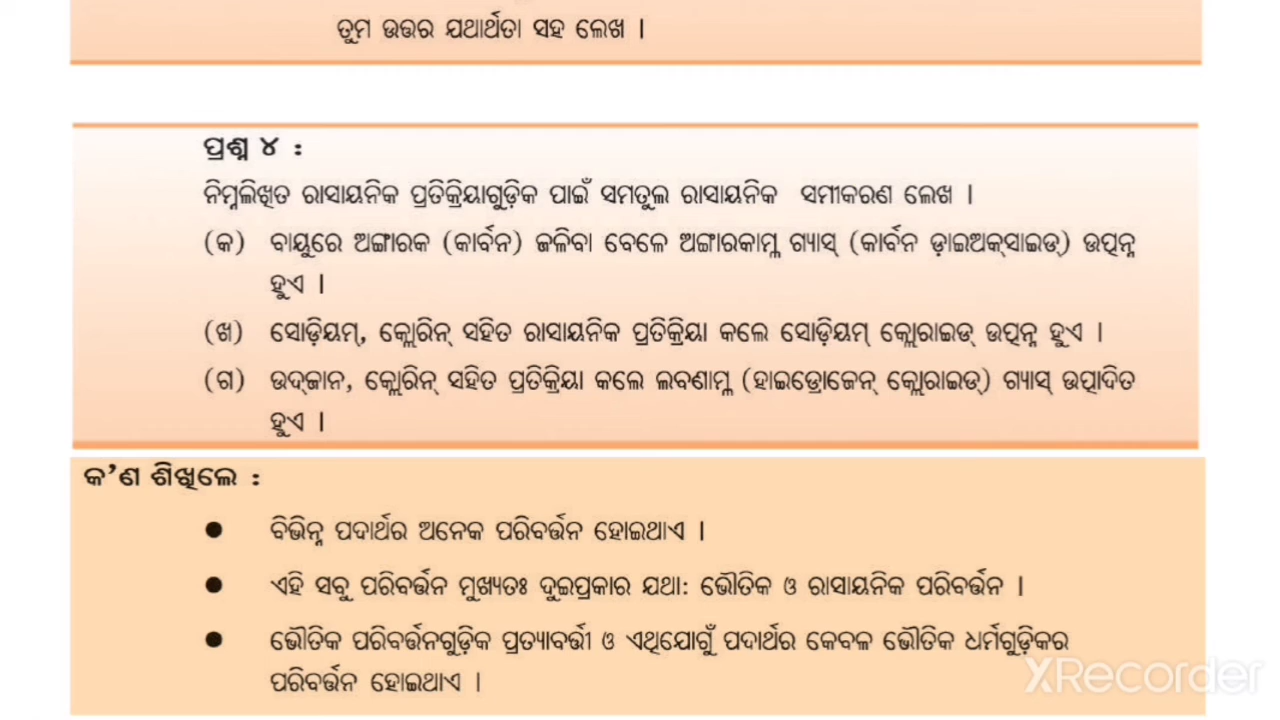 ତୁମ ଉତ୍ତର ଯଥାର୍ଥତା ସହ ଲେଖ ।
ପ୍ରଶ୍ନ ୪ :
ନିମ୍ନଲିଖିତ ରାସାୟନିକ ପ୍ରତିକ୍ରିୟାଗୁଡ଼ିକ ପାଇଁ ସମତୁଲ ରାସାୟନିକ ସମୀକରଣ ଲେଖ ।
(କ) ବାୟୁରେ ଅଙ୍ଗାରକ (କାର୍ବନ) ଜଳିବା ବେଳେ ଅଙ୍ଗାରକାମ୍ଳ ଗ୍ୟାସ୍ (କାର୍ବନ ଡ଼ାଇଅକ୍‌ସାଇଡ୍) ଉତ୍ପନ୍ନ
ହୁଏ ।
(ଖ) ସୋଡ଼ିୟମ୍, କ୍ଲୋରିନ୍ ସହିତ ରାସାୟନିକ ପ୍ରତିକ୍ରିୟା କଲେ ସୋଡ଼ିୟମ୍ କ୍ଲୋରାଇଡ୍ ଉତ୍ପନ୍ନ ହୁଏ ।
(ଗ) ଉଦ୍‌ଜାନ, କ୍ଲୋରିନ୍ ସହିତ ପ୍ରତିକ୍ରିୟା କଲେ ଲବଣାମ୍ଳ (ହାଇଡ୍ରୋଜେନ୍ କ୍ଲୋରାଇଡ୍) ଗ୍ୟାସ୍ ଉତ୍ପାଦିତ
ହୁଏ ।
କ'ଣ ଶିଖିଲେ :
● ବିଭିନ୍ନ ପଦାର୍ଥର ଅନେକ ପରିବର୍ତ୍ତନ ହୋଇଥାଏ ।
● ଏହି ସବୁ ପରିବର୍ତ୍ତନ ମୁଖ୍ୟତଃ ଦୁଇପ୍ରକାର ଯଥା: ଭୌତିକ ଓ ରାସାୟନିକ ପରିବର୍ତ୍ତନ ।
● ଭୌତିକ ପରିବର୍ତ୍ତନଗୁଡ଼ିକ ପ୍ରତ୍ୟାବର୍ତ୍ତୀ ଓ ଏଥିଯୋଗୁଁ ପଦାର୍ଥର କେବଳ ଭୌତିକ ଧର୍ମଗୁଡ଼ିକର
ପରିବର୍ତ୍ତନ ହୋଇଥାଏ ।
XRecorder